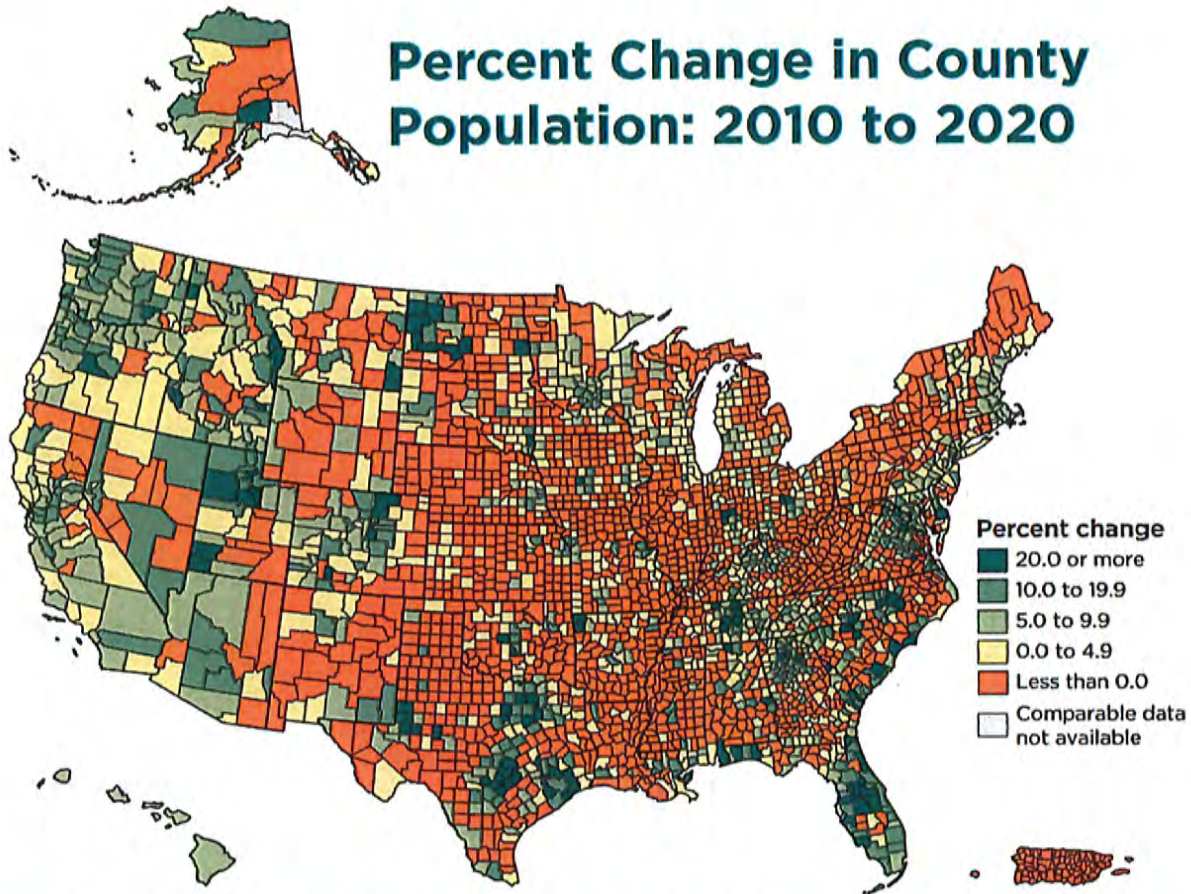 Percent Change in County
Population: 2010 to 2020
Percent change
20.0 or more
10.0 to 19.9
5.0 to 9.9
0.0 to 4.9
Less than 0.0
Comparable data
not available